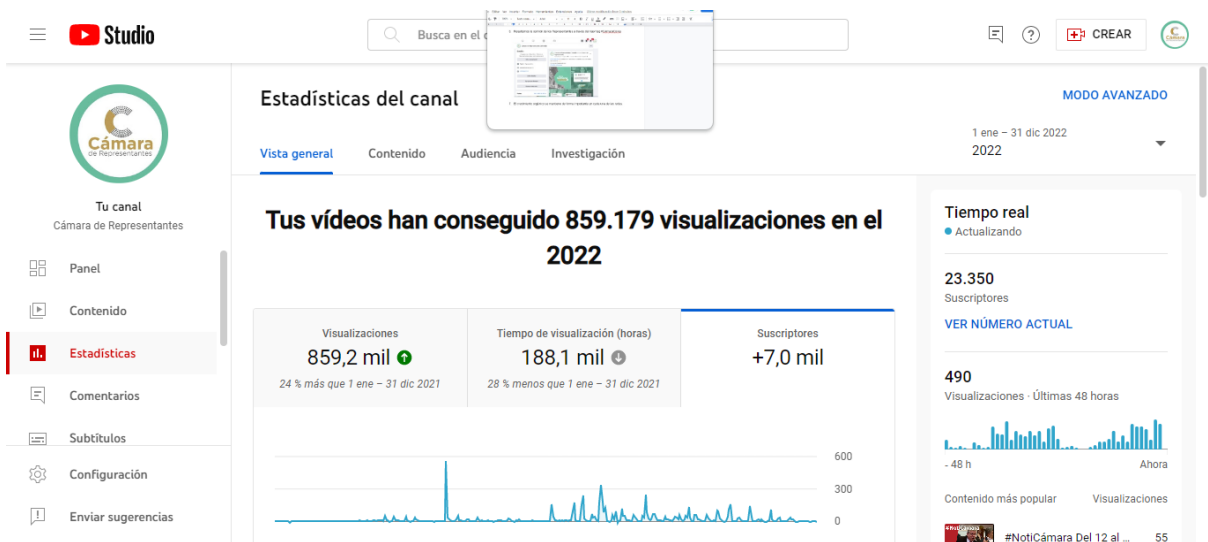 Studio
Busca en el c
CREAR
Cámara
Cámara
de Representantes
Tu canal
Cámara de Representantes
Panel
Contenido
Estadísticas
Comentarios
Subtítulos
Configuración
Enviar sugerencias
Estadísticas del canal
MODO AVANZADO
Vista general
Contenido
Audiencia
Investigación
1 ene – 31 dic 2022
2022
Tus vídeos han conseguido 859.179 visualizaciones en el
2022
Visualizaciones
859,2 mil
24 % más que 1 ene – 31 dic 2021
Tiempo de visualización (horas)
188,1 mil
28 % menos que 1 ene – 31 dic 2021
Suscriptores
+7,0 mil
600
300
0
Tiempo real
Actualizando
23.350
Suscriptores
VER NÚMERO ACTUAL
490
Visualizaciones · Últimas 48 horas
- 48 h
Ahora
Contenido más popular
Visualizaciones
#NotiCámara Del 12 al ...
55